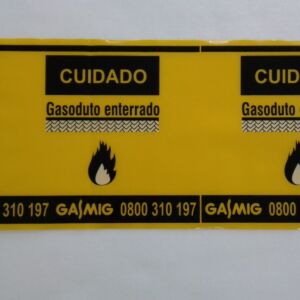 CUIDADO
Gasoduto enterrado
310 197 GASMIG 0800 310 197
CUID
Gasoduto
GASMIG 0800